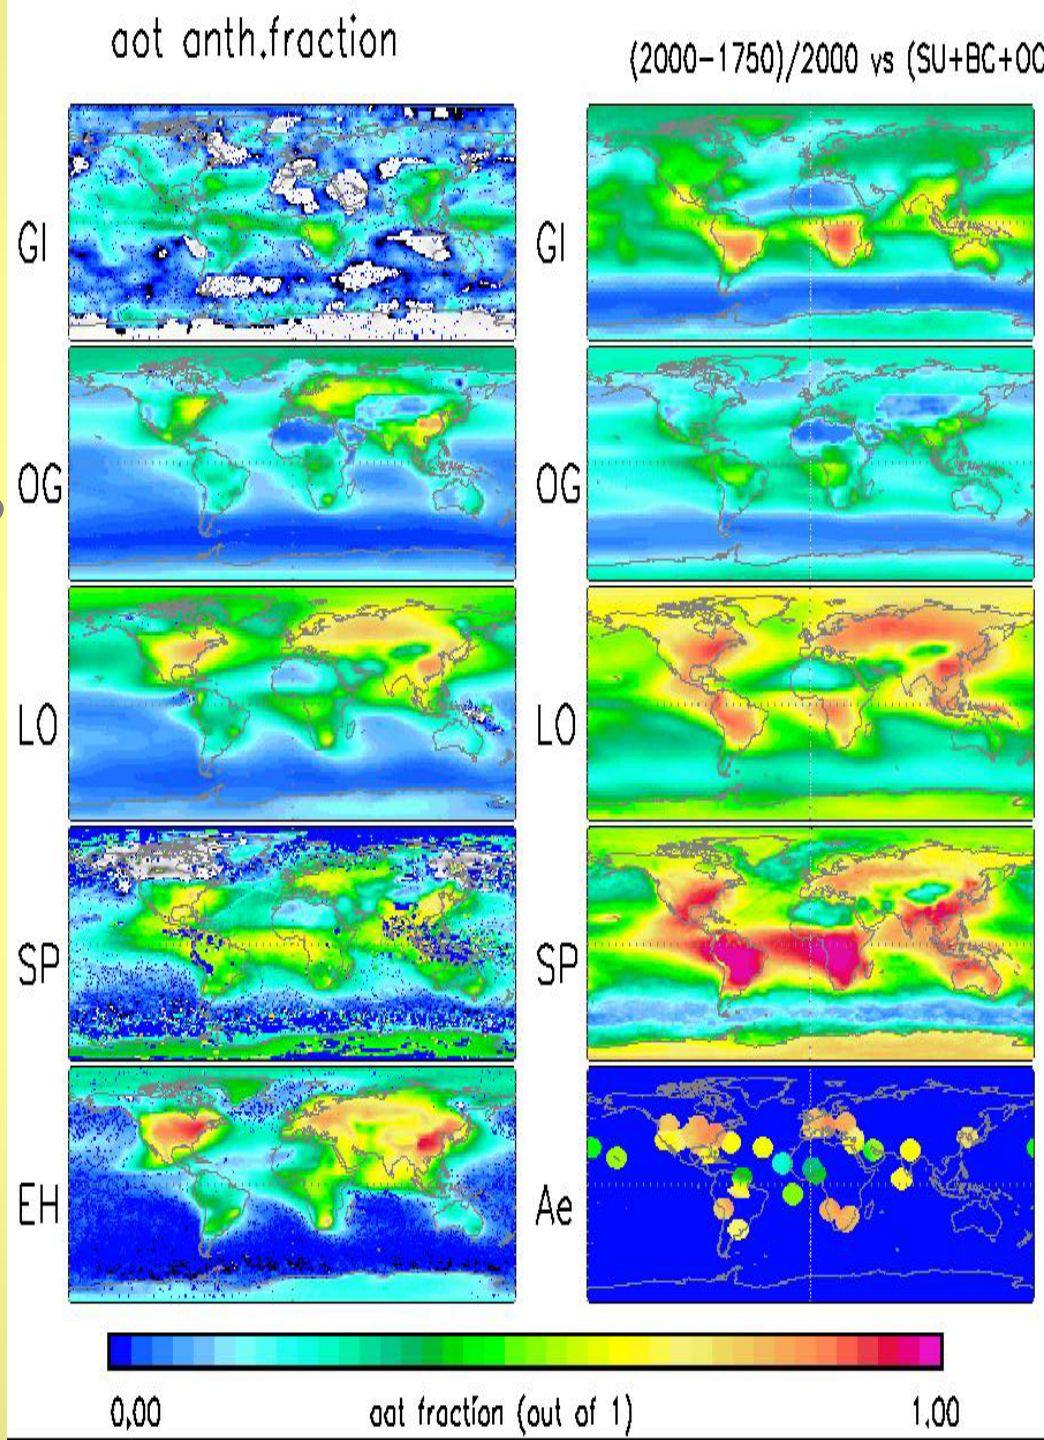 aot anth.fraction
(2000-1750)/2000 vs (SU+BC+OC
GI GI
OG OG
LO LO
SP SP
EH Ae
0.00 aat fraction (out of 1) 1.00